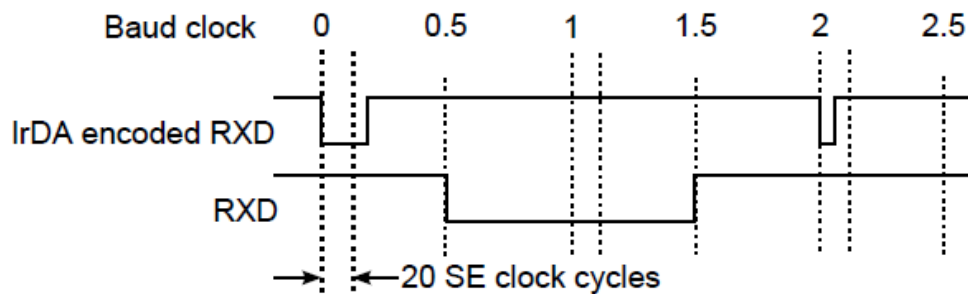 Baud clock 0 0.5 1 1.5 2 2.5
IrDA encoded RXD
RXD
20 SE clock cycles